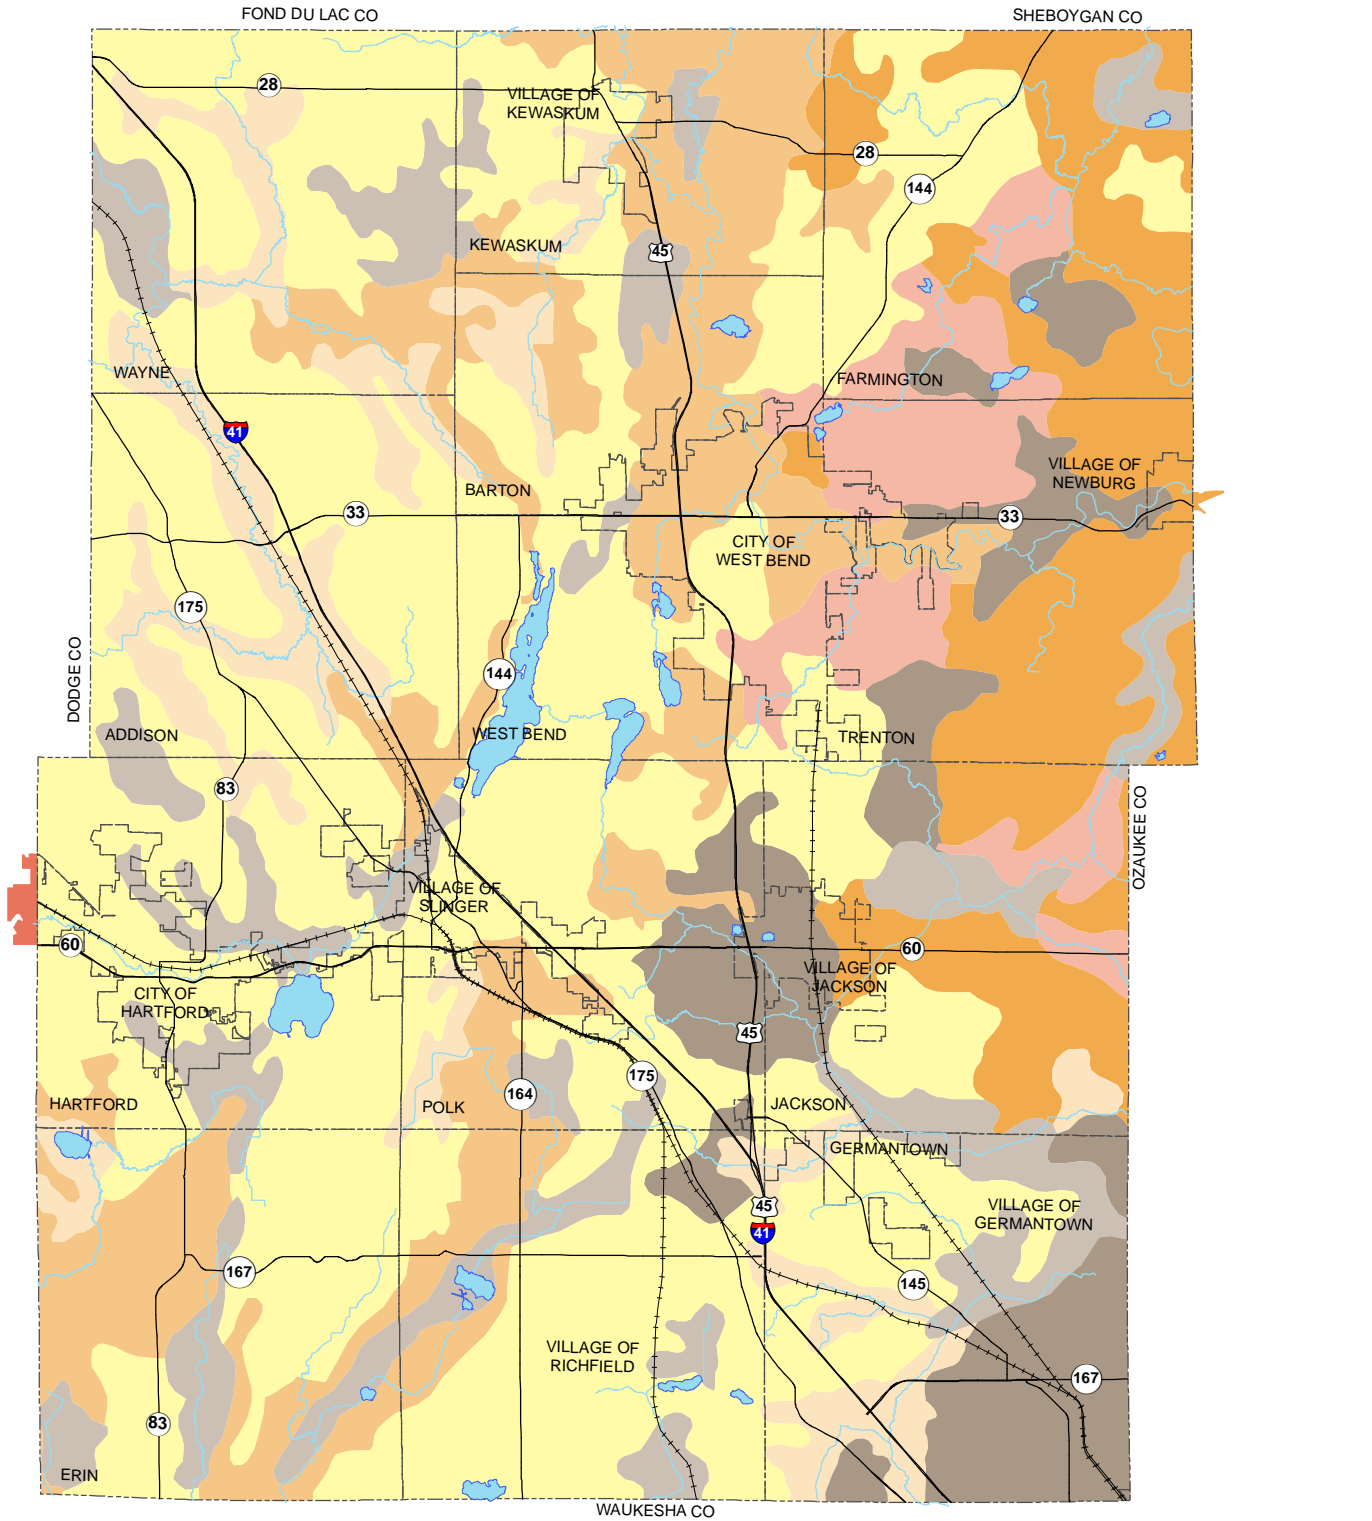 FOND DU LAC CO
SHEBOYGAN CO
28
VILLAGE OF
KEWASKUM
28
144
KEWASKUM
45
WAYNE
FARMINGTON
41
VILLAGE OF
NEWBURG
BARTON
33
33
CITY OF
WEST BEND
175
DODGE CO
144
ADDISON
WEST BEND
TRENTON
83
OZAUKEE CO
VILLAGE OF
SLINGER
60
60
VILLAGE OF
JACKSON
CITY OF
HARTFORD
45
175
164
HARTFORD
POLK
JACKSON
GERMANTOWN
45
VILLAGE OF
GERMANTOWN
41
167
145
VILLAGE OF
RICHFIELD
167
83
ERIN
WAUKESHA CO